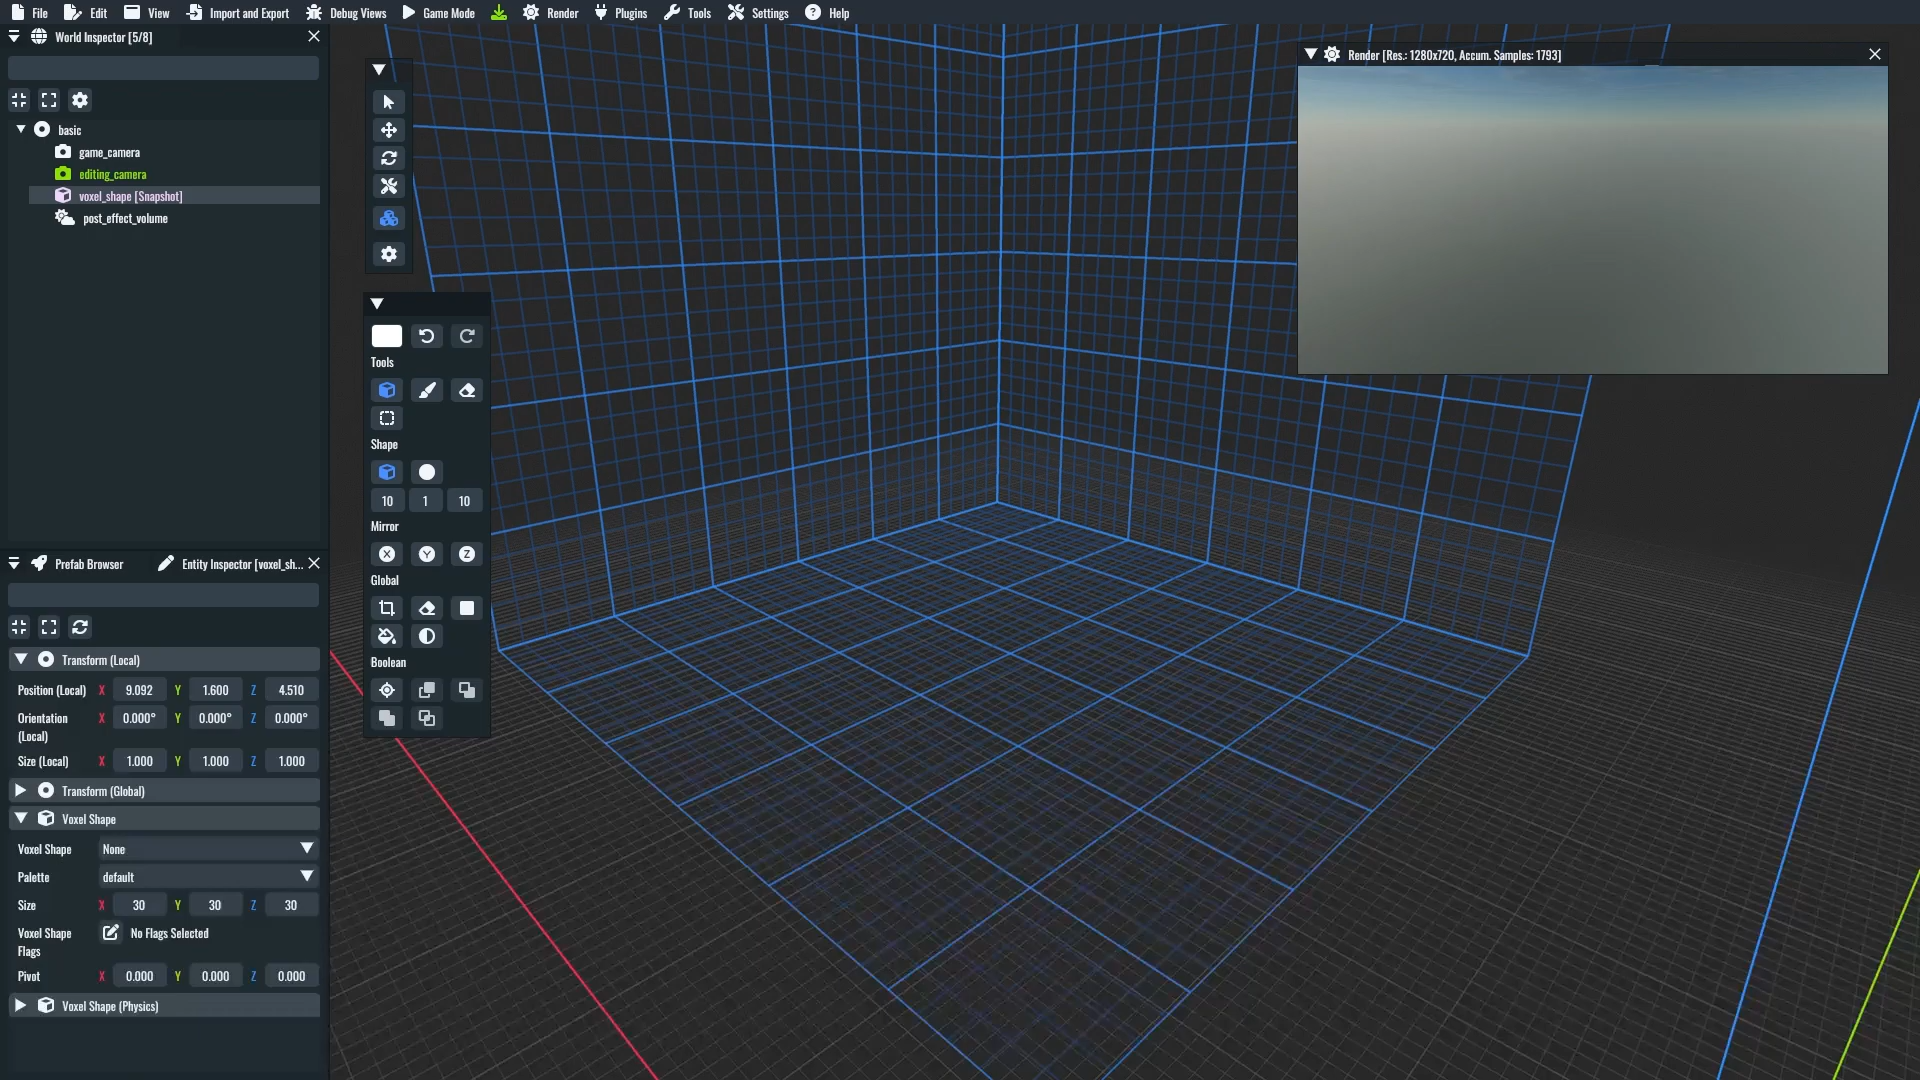 File Edit View Import and Export Debug Views Game Mode Render Plugins Tools Settings Help
World Inspector [5/8]
basic
game_camera
editing_camera
voxel_shape [Snapshot]
post_effect_volume
Prefab Browser Entity Inspector [voxel_sh...
Transform (Local)
Position (Local) X 9.092 Y 1.600 Z 4.510
Orientation (Local) X 0.000° Y 0.000° Z 0.000°
Size (Local) X 1.000 Y 1.000 Z 1.000
Transform (Global)
Voxel Shape
Voxel Shape None
Palette default
Size X 30 Y 30 Z 30
Voxel Shape Flags No Flags Selected
Pivot X 0.000 Y 0.000 Z 0.000
Voxel Shape (Physics)
Tools
Shape
10 1 10
Mirror
X Y Z
Global
Boolean
Render [Res.: 1280x720, Accum. Samples: 1793]